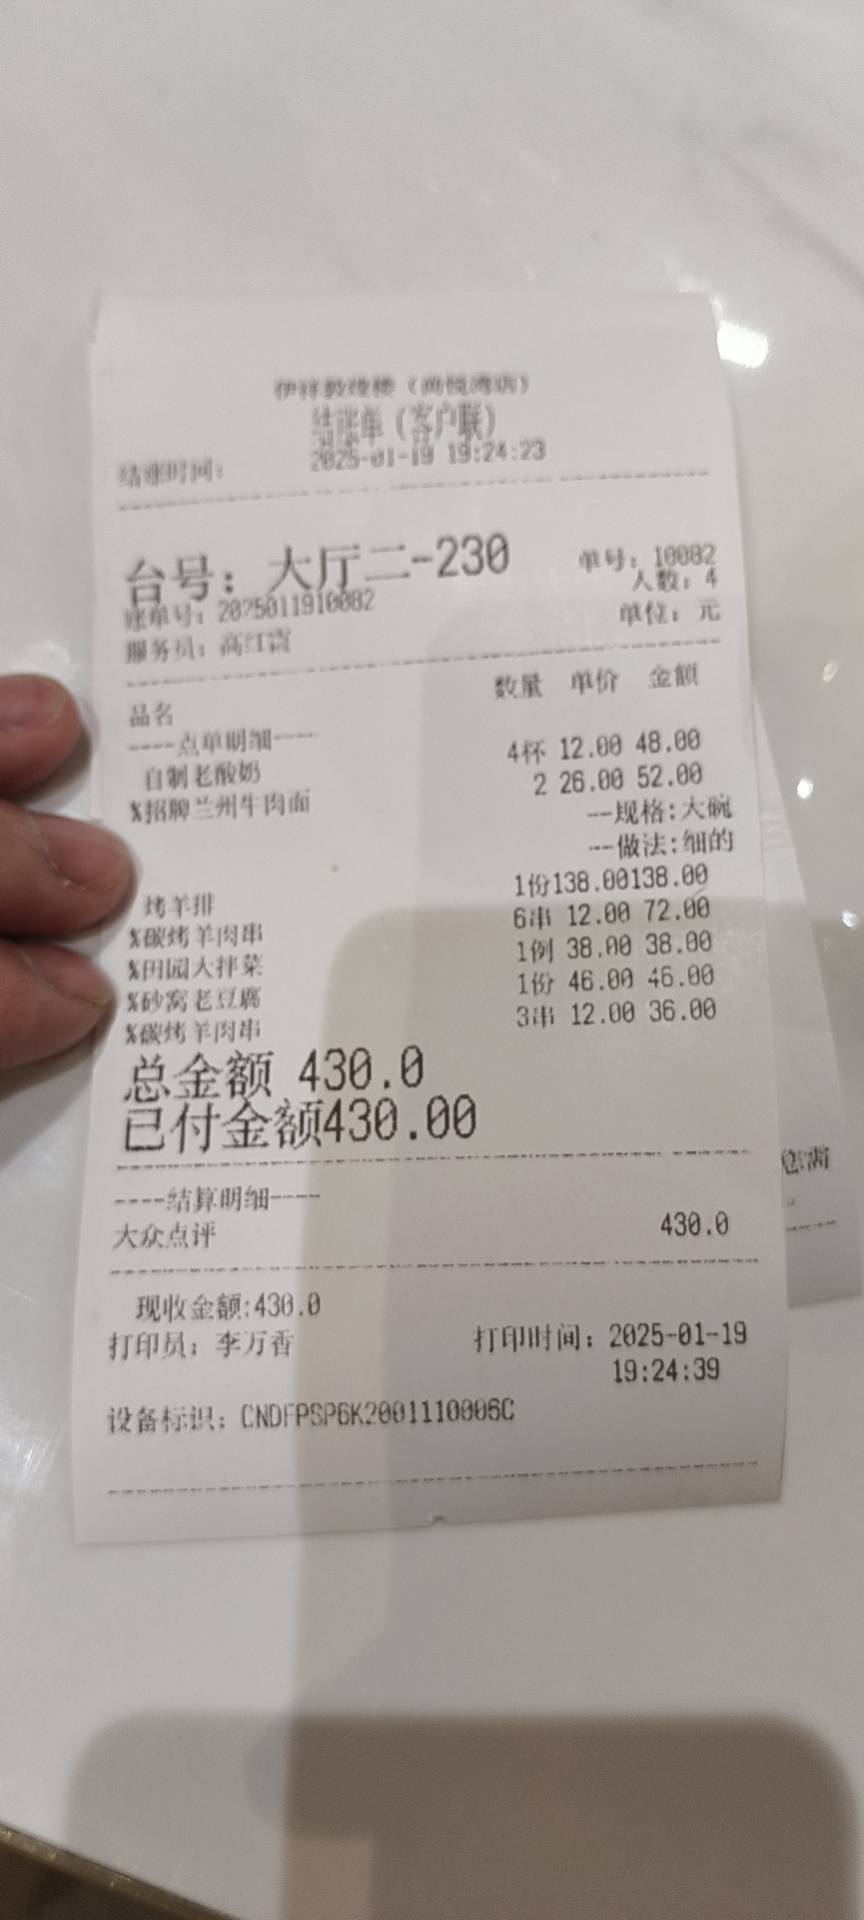 伊祥敦煌楼（尚悦湾店）
结账单（客户联）
结账时间： 2025-01-19 19:24:23
台号：大厅二-230 单号：10082
人数：4
账单号：2025011910082 单位：元
服务员：高红霞
品名 数量 单价 金额
----点单明细----
自制老酸奶 4杯 12.00 48.00
%招牌兰州牛肉面 2 26.00 52.00
--规格:大碗
--做法:细的
烤羊排 1份138.00138.00
%碳烤羊肉串 6串 12.00 72.00
%田园大拌菜 1例 38.00 38.00
%砂窝老豆腐 1份 46.00 46.00
%碳烤羊肉串 3串 12.00 36.00
总金额 430.0
已付金额430.00
----结算明细----
大众点评 430.0
现收金额:430.0
打印员：李万香 打印时间：2025-01-19
19:24:39
设备标识：CNDFPSP6K2001110006C